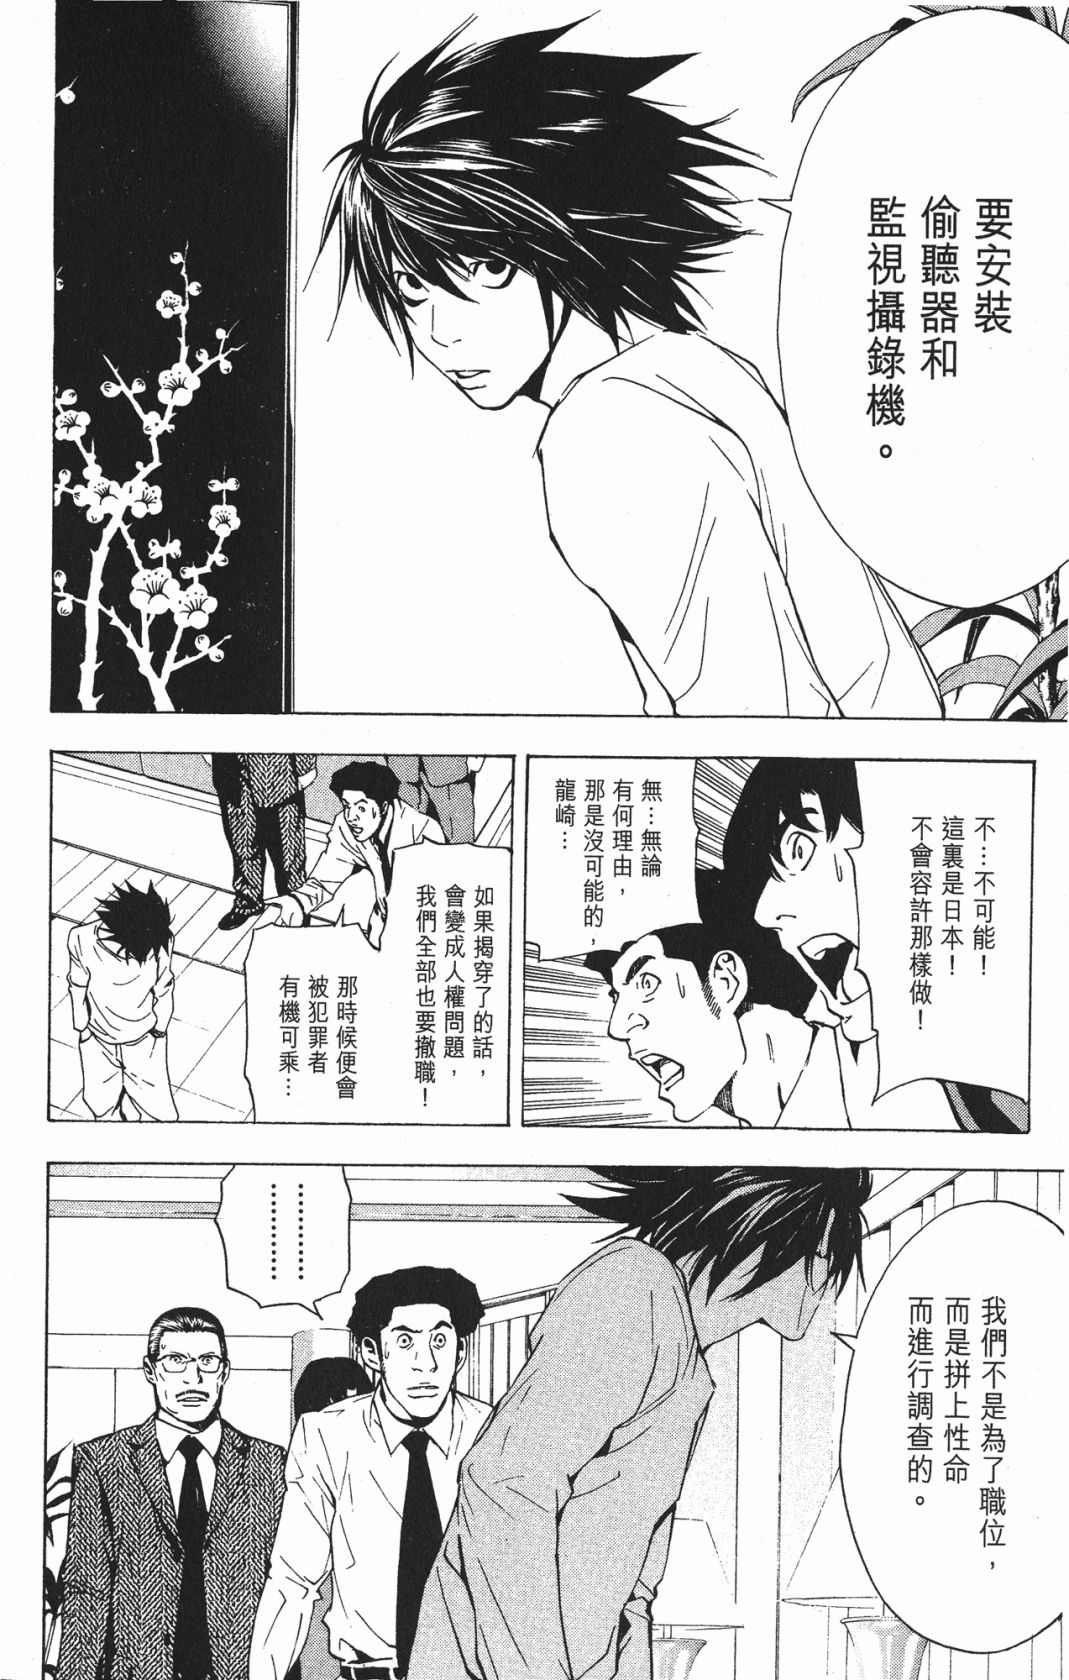 要安裝
偷聽器和
監視攝錄機。
不…不可能！
這裏是日本！
不會容許那樣做！
無…無論
有何理由，
那是沒可能的，
龍崎…
如果揭穿了的話，
會變成人權問題，
我們全部也要撤職！
那時候便會
被犯罪者
有機可乘…
我們不是為了職位，
而是拼上性命
而進行調查的。
………
………